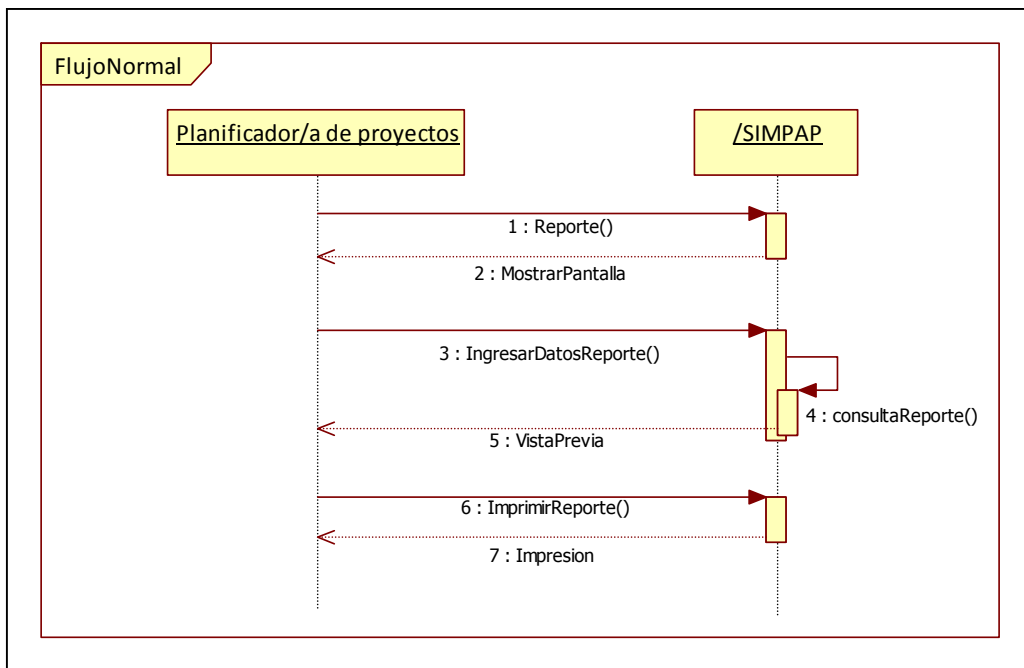 FlujoNormal
Planificador/a de proyectos
/SIMPAP
1 : Reporte()
2 : MostrarPantalla
3 : IngresarDatosReporte()
4 : consultaReporte()
5 : VistaPrevia
6 : ImprimirReporte()
7 : Impresion